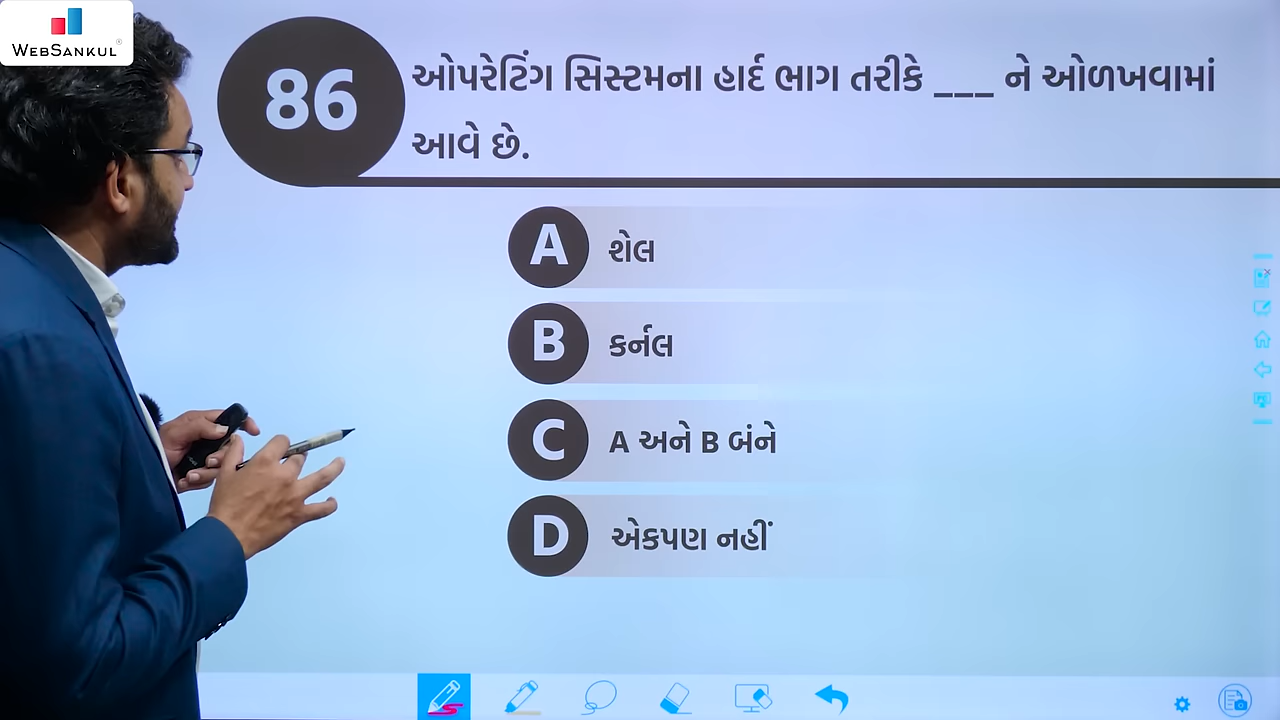 WEBSANKUL®
86
ઓપરેટિંગ સિસ્ટમના હાર્દ ભાગ તરીકે ___ ને ઓળખવામાં
આવે છે.
A શેલ
B કર્નલ
C A અને B બંને
D એકપણ નહીં